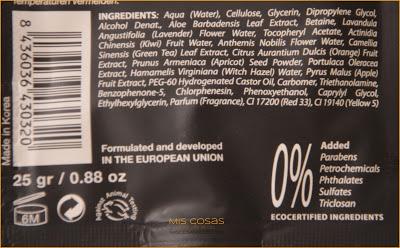 Temperaturen vermeiden.
INGREDIENTS: Aqua (Water), Cellulose, Glycerin, Dipropylene Glycol,
Alcohol Denat., Aloe Barbadensis Leaf Extract, Betaine, Lavandula
Angustifolia (Lavender) Flower Water, Tocopheryl Acetate, Actinidia
Chinensis (Kiwi) Fruit Water, Anthemis Nobilis Flower Water, Camellia
Sinensis (Green Tea) Leaf Extract, Citrus Aurantium Dulcis (Orange) Fruit
Extract, Prunus Armeniaca (Apricot) Seed Powder, Portulaca Oleracea
Extract, Hamamelis Virginiana (Witch Hazel) Water, Pyrus Malus (Apple)
Fruit Extract, PEG-60 Hydrogenated Castor Oil, Carbomer, Triethanolamine,
Benzophenone-5, Chlorphenesin, Phenoxyethanol, Caprylyl Glycol,
Ethylhexylglycerin, Parfum (Fragrance), CI 17200 (Red 33), CI 19140 (Yellow 5)
8 436036 430320
Made in Korea
Formulated and developed
IN THE EUROPEAN UNION
25 gr / 0.88 oz
6M
Against Animal Testing
MIS COSAS
0%
Added
Parabens
Petrochemicals
Phthalates
Sulfates
Triclosan
ECOCERTIFIED INGREDIENTS